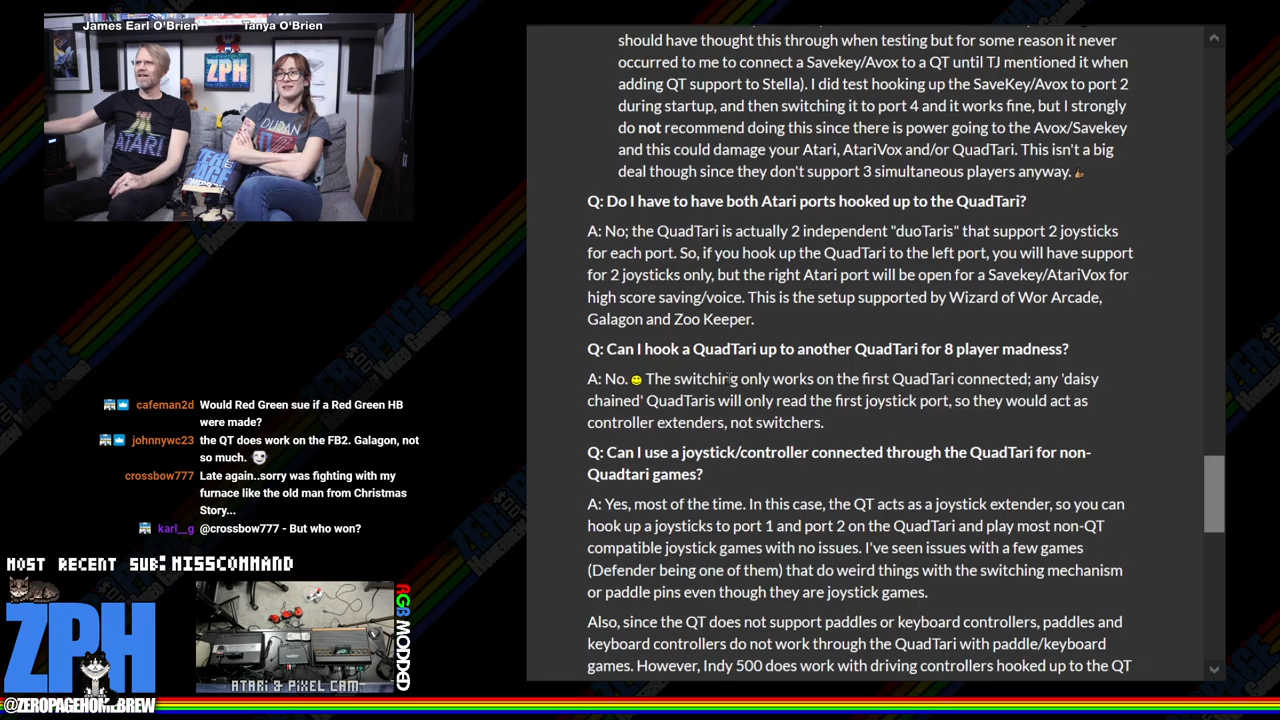 James Earl O'Brien
Tanya O'Brien
ZPH
ATARI
DURAN
ZERO
PAGE
should have thought this through when testing but for some reason it never
occurred to me to connect a Savekey/Avox to a QT until TJ mentioned it when
adding QT support to Stella). I did test hooking up the SaveKey/Avox to port 2
during startup, and then switching it to port 4 and it works fine, but I strongly
do not recommend doing this since there is power going to the Avox/Savekey
and this could damage your Atari, AtariVox and/or QuadTari. This isn't a big
deal though since they don't support 3 simultaneous players anyway.
Q: Do I have to have both Atari ports hooked up to the QuadTari?
A: No; the QuadTari is actually 2 independent "duoTaris" that support 2 joysticks
for each port. So, if you hook up the QuadTari to the left port, you will have support
for 2 joysticks only, but the right Atari port will be open for a Savekey/AtariVox for
high score saving/voice. This is the setup supported by Wizard of Wor Arcade,
Galagon and Zoo Keeper.
Q: Can I hook a QuadTari up to another QuadTari for 8 player madness?
A: No. The switching only works on the first QuadTari connected; any 'daisy
chained' QuadTaris will only read the first joystick port, so they would act as
controller extenders, not switchers.
Q: Can I use a joystick/controller connected through the QuadTari for non-
Quadtari games?
A: Yes, most of the time. In this case, the QT acts as a joystick extender, so you can
hook up a joysticks to port 1 and port 2 on the QuadTari and play most non-QT
compatible joystick games with no issues. I've seen issues with a few games
(Defender being one of them) that do weird things with the switching mechanism
or paddle pins even though they are joystick games.
Also, since the QT does not support paddles or keyboard controllers, paddles and
keyboard controllers do not work through the QuadTari with paddle/keyboard
games. However, Indy 500 does work with driving controllers hooked up to the QT
cafeman2d Would Red Green sue if a Red Green HB
were made?
johnnywc23 the QT does work on the FB2. Galagon, not
so much.
crossbow777 Late again..sorry was fighting with my
furnace like the old man from Christmas
Story...
karl__g @crossbow777 - But who won?
MOST RECENT SUB: MISSCOMMAND
ZPH
RGB MODDED
ATARI & PIXEL CAM
@ZEROPAGEHOMEBREW